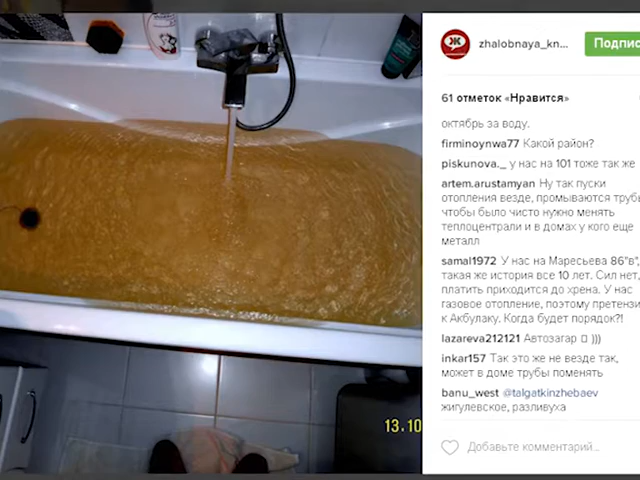 Ж zhalobnaya_kn... Подпис
61 отметок «Нравится»
октябрь за воду.
firminoynwa77 Какой район?
piskunova._ у нас на 101 тоже так же
artem.arustamyan Ну так пуски
отопления везде, промываются трубы
чтобы было чисто нужно менять
теплоцентрали и в домах у кого еще
металл
samal1972 У нас на Маресьева 86"в",
такая же история все 10 лет. Сил нет,
платить приходится до хрена. У нас
газовое отопление, поэтому претензи
к Акбулаку. Когда будет порядок?!
lazareva212121 Автозагар )))
inkar157 Так это же не везде так,
может в доме трубы поменять
banu_west @talgatkinzhebaev
жигулевское, разливуха
13.10
Добавьте комментарий...